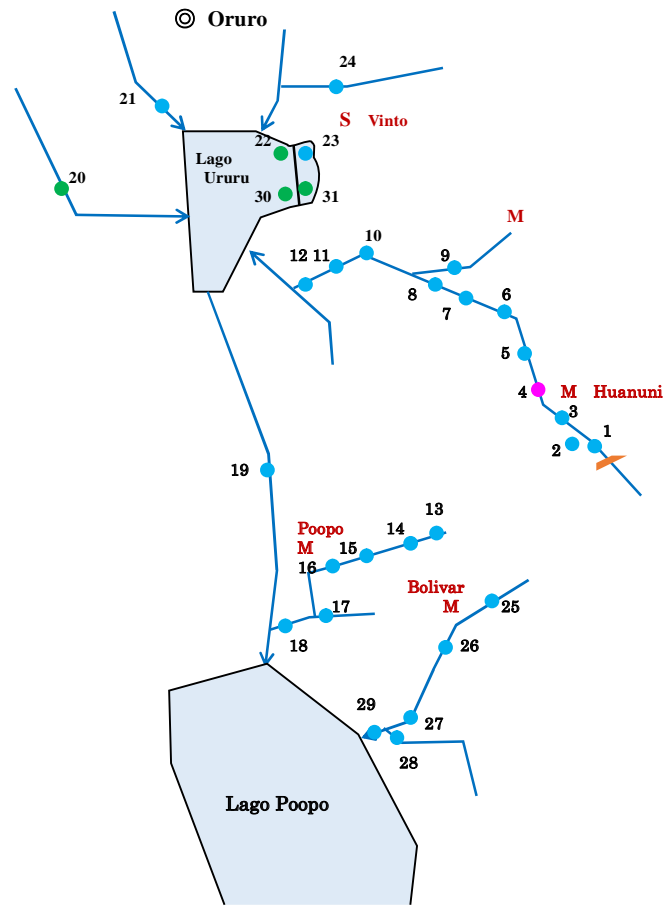 Oruro
24
21
S Vinto
22 23
Lago
Ururu
20
30 31
M
10
12 11
9
8
7
6
5
4 M Huanuni
3
1
2
19
13
Poopo
M
14
15
16
Bolivar
M
17
25
18
26
29
27
28
Lago Poopo